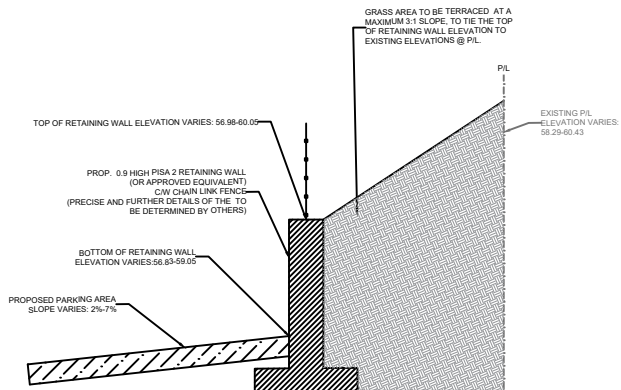 GRASS AREA TO BE TERRACED AT A
MAXIMUM 3:1 SLOPE, TO TIE THE TOP
OF RETAINING WALL ELEVATION TO
EXISTING ELEVATIONS @ P/L.
P/L
EXISTING P/L
ELEVATION VARIES:
58.29-60.43
TOP OF RETAINING WALL ELEVATION VARIES: 56.98-60.05
PROP. 0.9 HIGH PISA 2 RETAINING WALL
(OR APPROVED EQUIVALENT)
C/W CHAIN LINK FENCE
(PRECISE AND FURTHER DETAILS OF THE TO
BE DETERMINED BY OTHERS)
BOTTOM OF RETAINING WALL
ELEVATION VARIES:56.83-59.05
PROPOSED PARKING AREA
SLOPE VARIES: 2%-7%